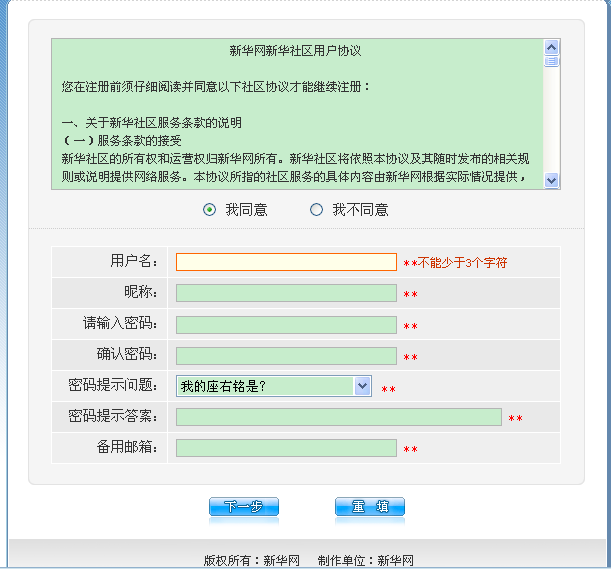 新华网新华社区用户协议
您在注册前须仔细阅读并同意以下社区协议才能继续注册：
一、关于新华社区服务条款的说明
（一）服务条款的接受
新华社区的所有权和运营权归新华网所有。新华社区将依照本协议及其随时发布的相关规
则或说明提供网络服务。本协议所指的社区服务的具体内容由新华网根据实际情况提供，
我同意 我不同意
用户名： **不能少于3个字符
昵称： **
请输入密码： **
确认密码： **
密码提示问题： 我的座右铭是？ **
密码提示答案： **
备用邮箱： **
下一步 重 填
版权所有：新华网 制作单位：新华网